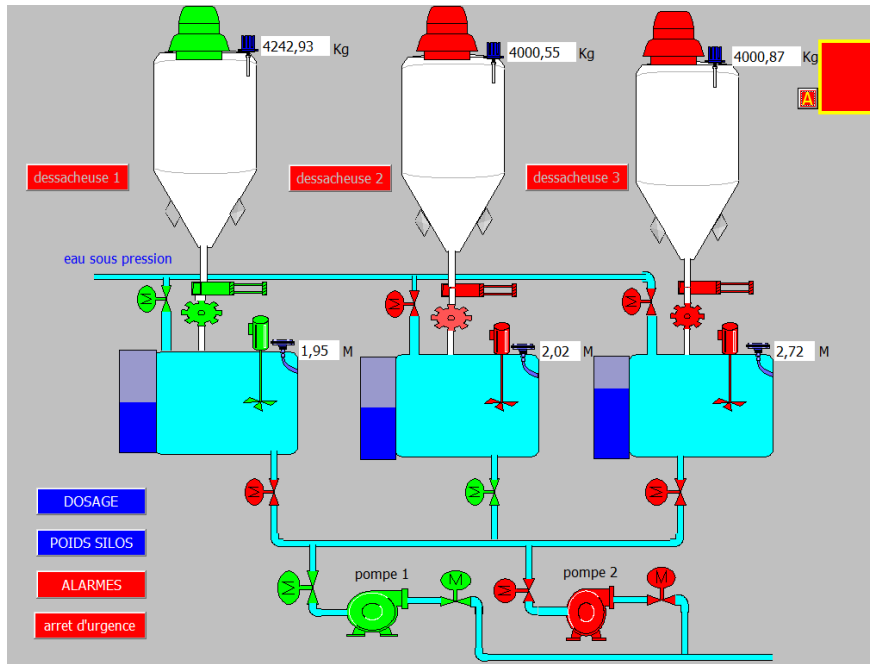 4242,93 Kg
4000,55 Kg
4000,87 Kg
A
dessacheuse 1
dessacheuse 2
dessacheuse 3
eau sous pression
M
M
M
1,95 M
2,02 M
2,72 M
M
M
M
DOSAGE
POIDS SILOS
ALARMES
arret d'urgence
pompe 1
pompe 2
M
M
M
M